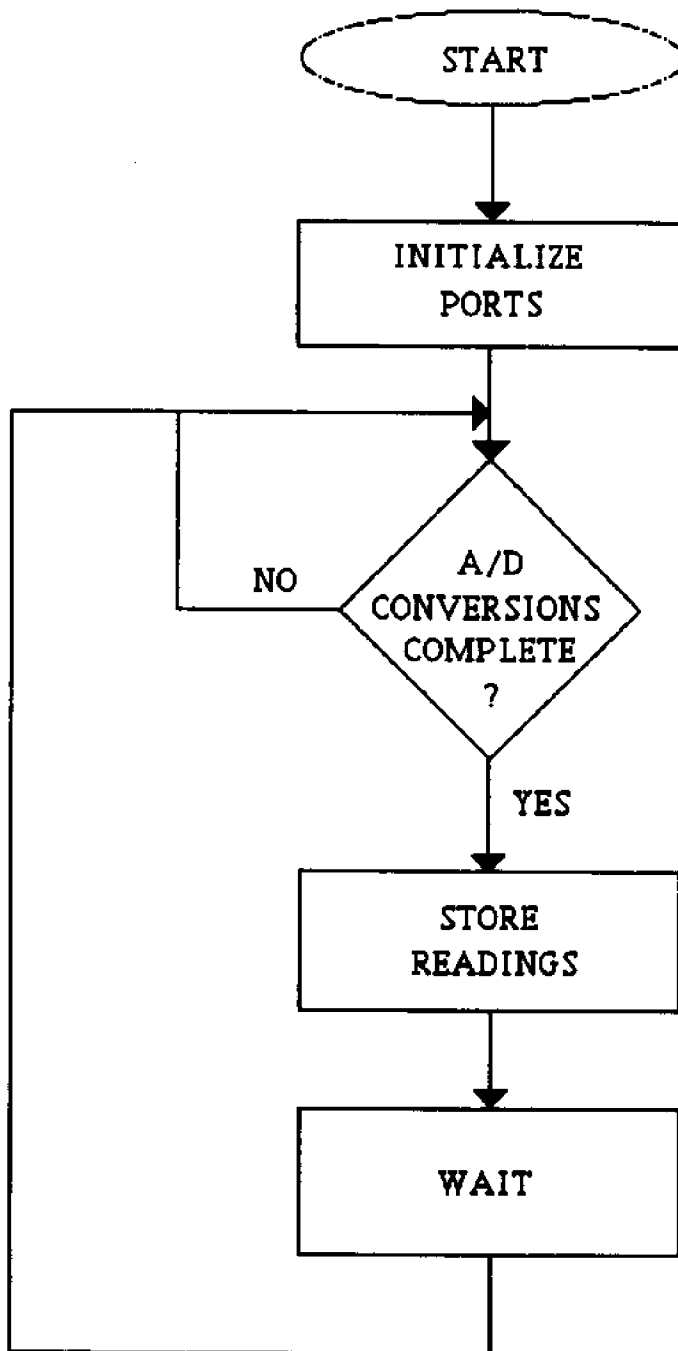 START
INITIALIZE
PORTS
A/D
CONVERSIONS
COMPLETE
?
NO
YES
STORE
READINGS
WAIT